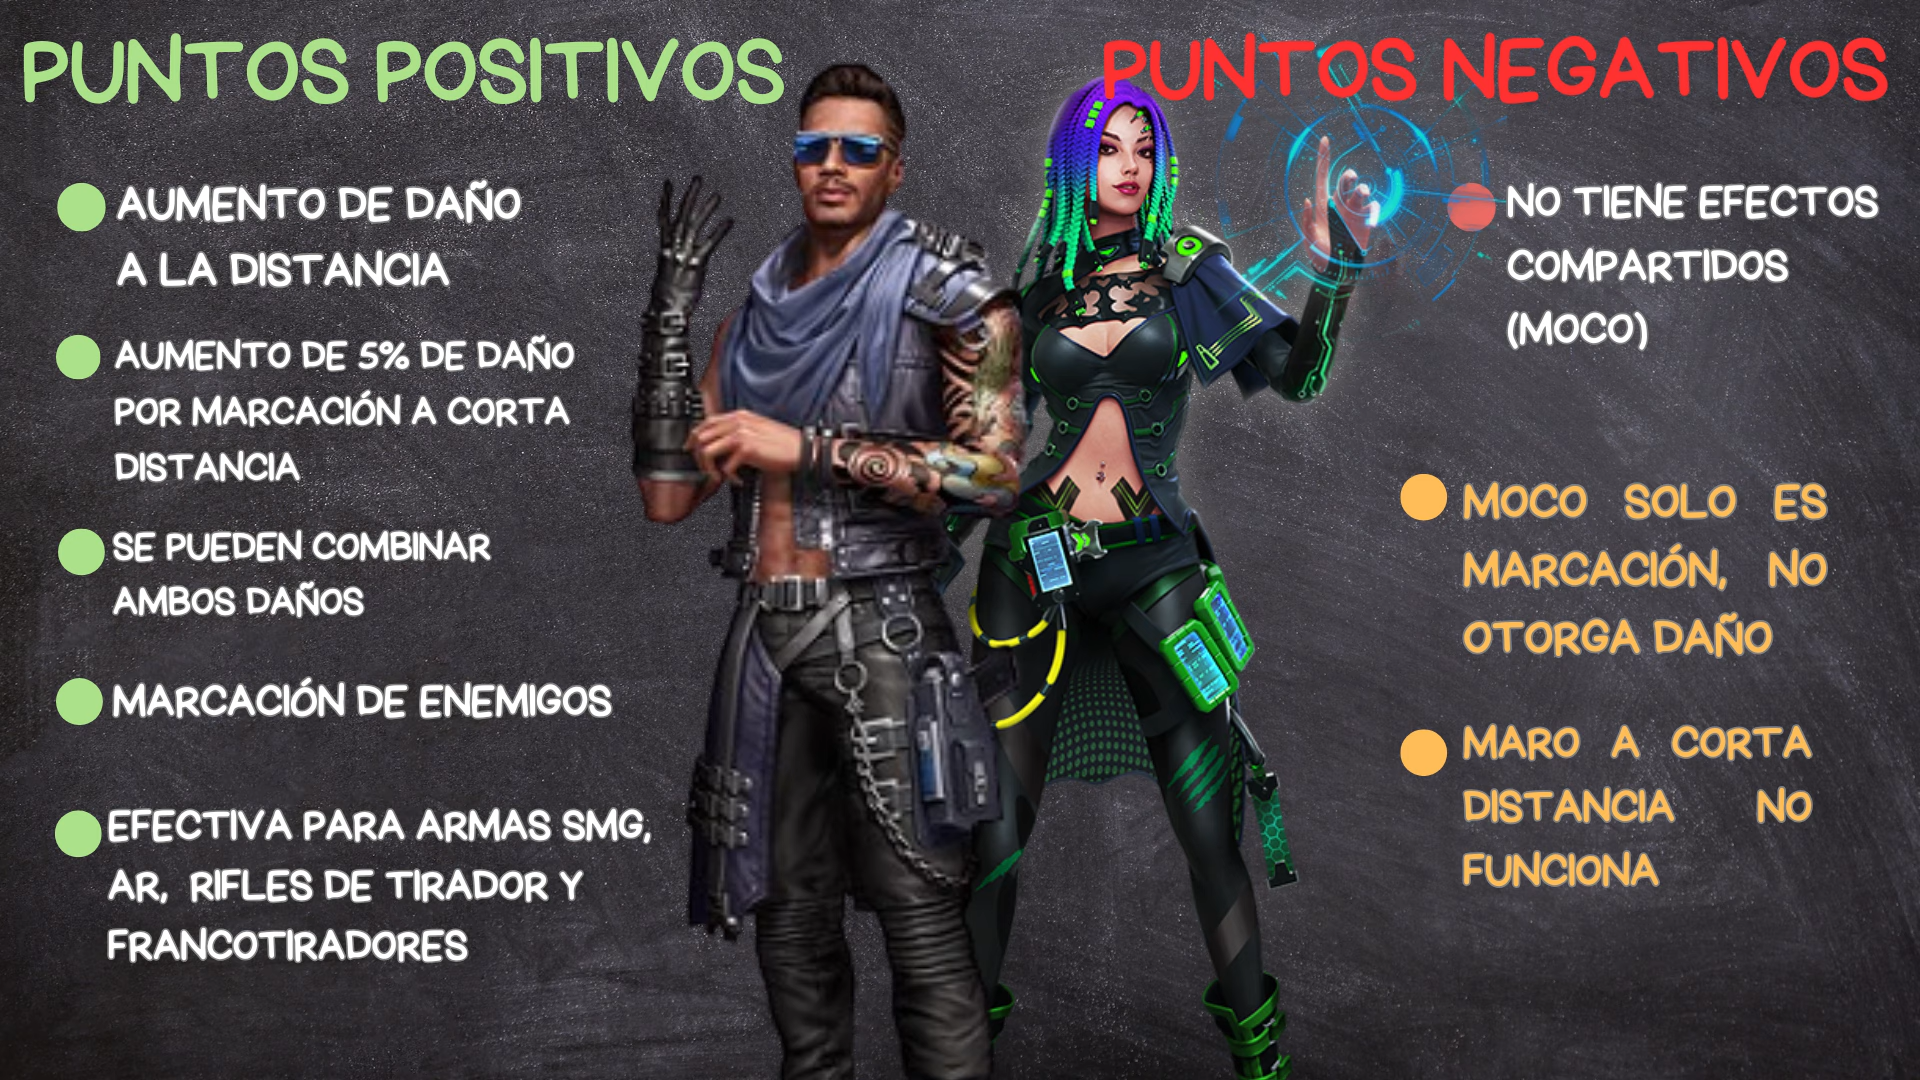 PUNTOS POSITIVOS
AUMENTO DE DAÑO
A LA DISTANCIA
AUMENTO DE 5% DE DAÑO
POR MARCACIÓN A CORTA
DISTANCIA
SE PUEDEN COMBINAR
AMBOS DAÑOS
MARCACIÓN DE ENEMIGOS
EFECTIVA PARA ARMAS SMG,
AR, RIFLES DE TIRADOR Y
FRANCOTIRADORES
PUNTOS NEGATIVOS
NO TIENE EFECTOS
COMPARTIDOS
(MOCO)
MOCO SOLO ES
MARCACIÓN, NO
OTORGA DAÑO
MARO A CORTA
DISTANCIA NO
FUNCIONA